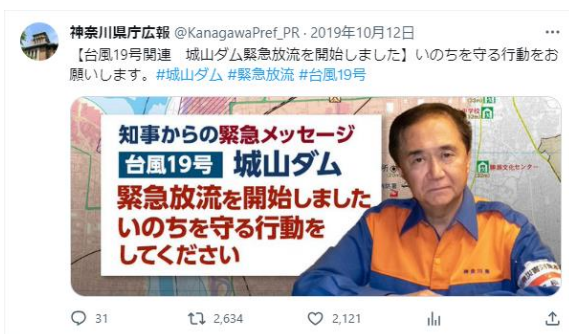 神奈川県庁広報 @KanagawaPref_PR · 2019年10月12日
【台風19号関連　城山ダム緊急放流を開始しました】いのちを守る行動をお
願いします。#城山ダム #緊急放流 #台風19号
知事からの緊急メッセージ
台風19号 城山ダム
緊急放流を開始しました
いのちを守る行動を
してください
神奈川県
31 2,634 2,121